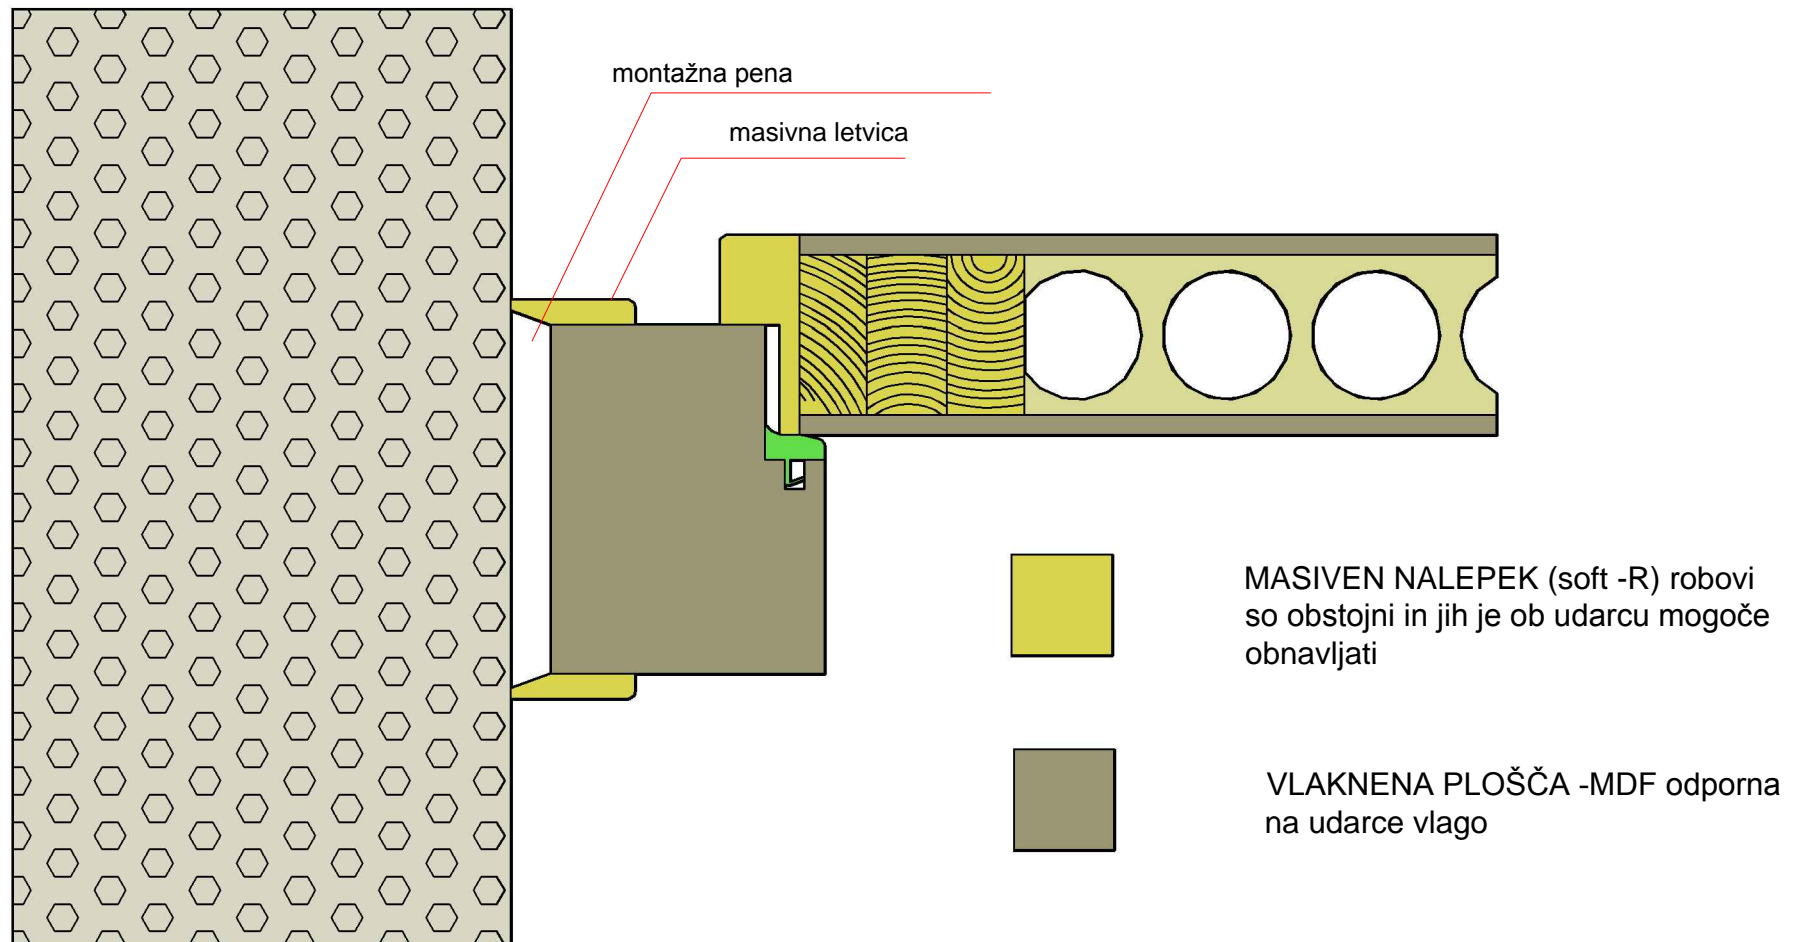 montažna pena
masivna letvica
MASIVEN NALEPEK (soft -R) robovi
so obstojni in jih je ob udarcu mogoče
obnavljati
VLAKNENA PLOŠČA -MDF odporna
na udarce vlago